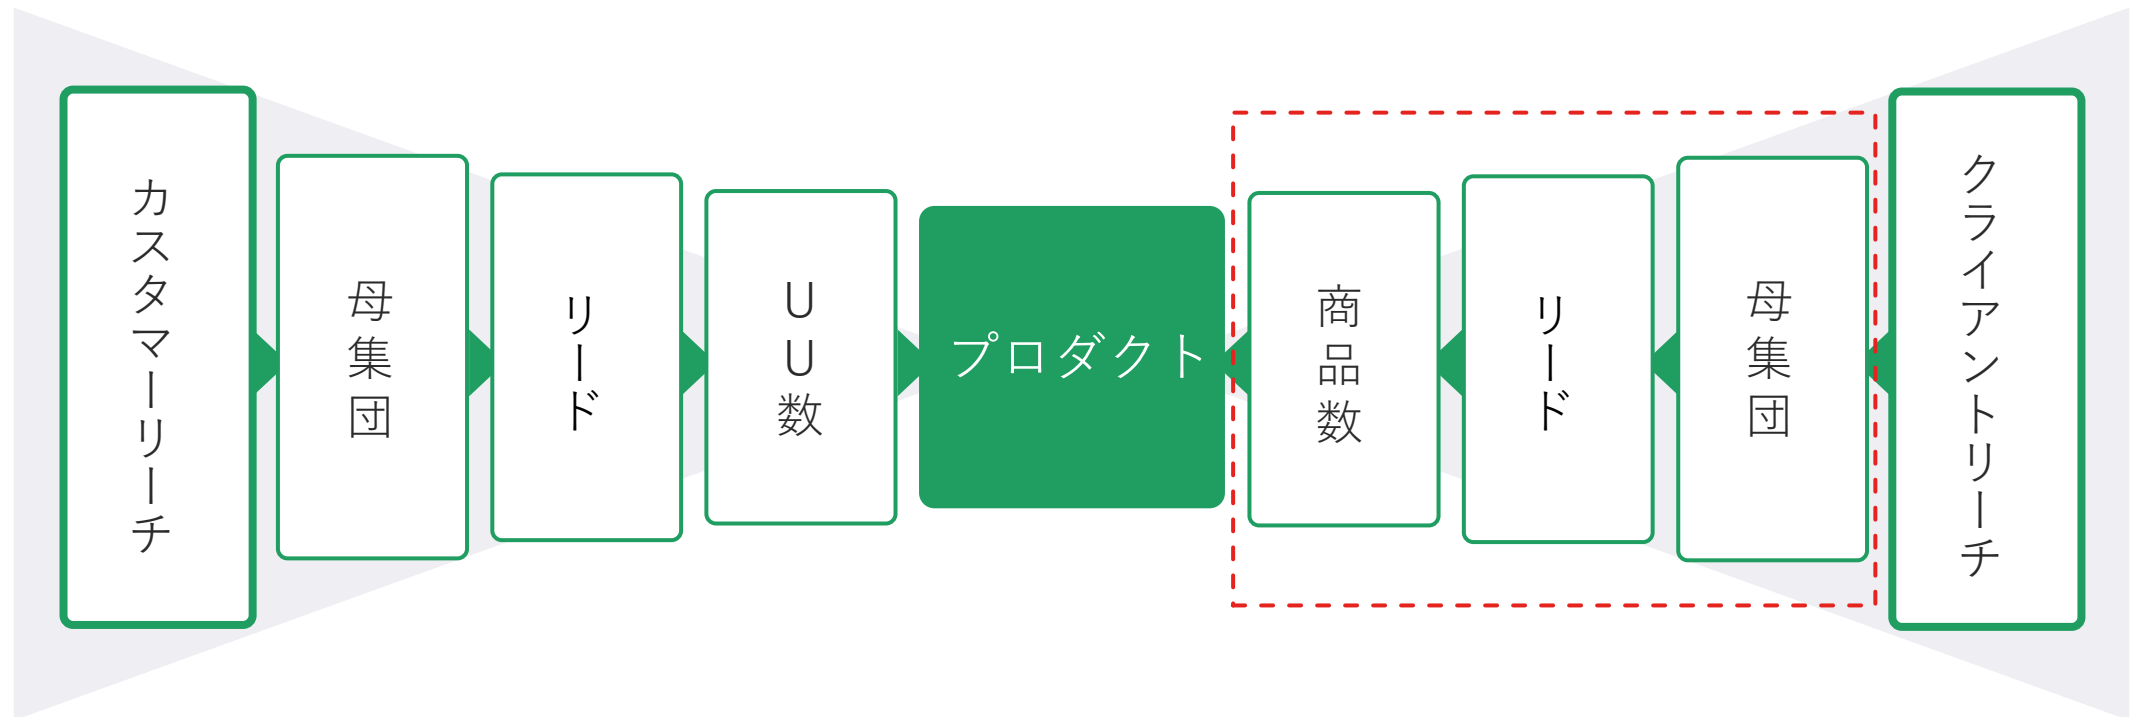 カスタマーリーチ
母集団
リード
UU数
プロダクト
商品数
リード
母集団
クライアントリーチ